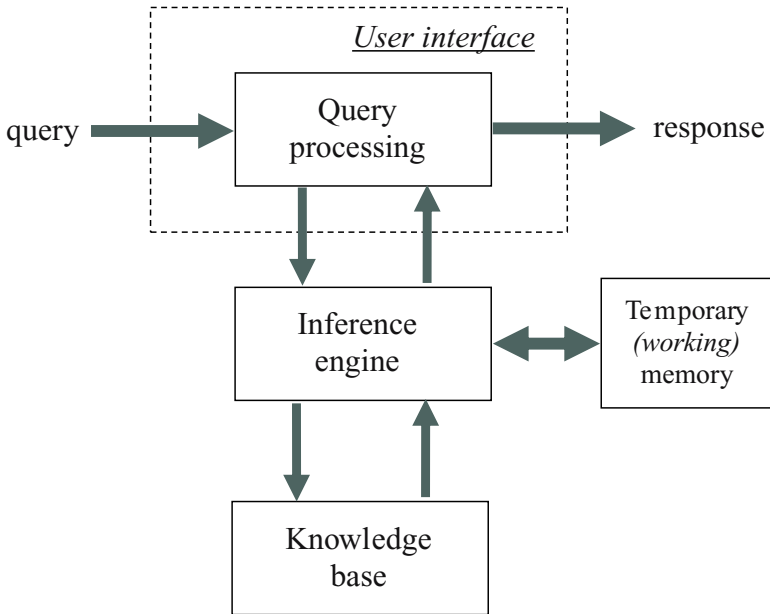 User interface
query
Query
processing
response
Inference
engine
Temporary
(working)
memory
Knowledge
base